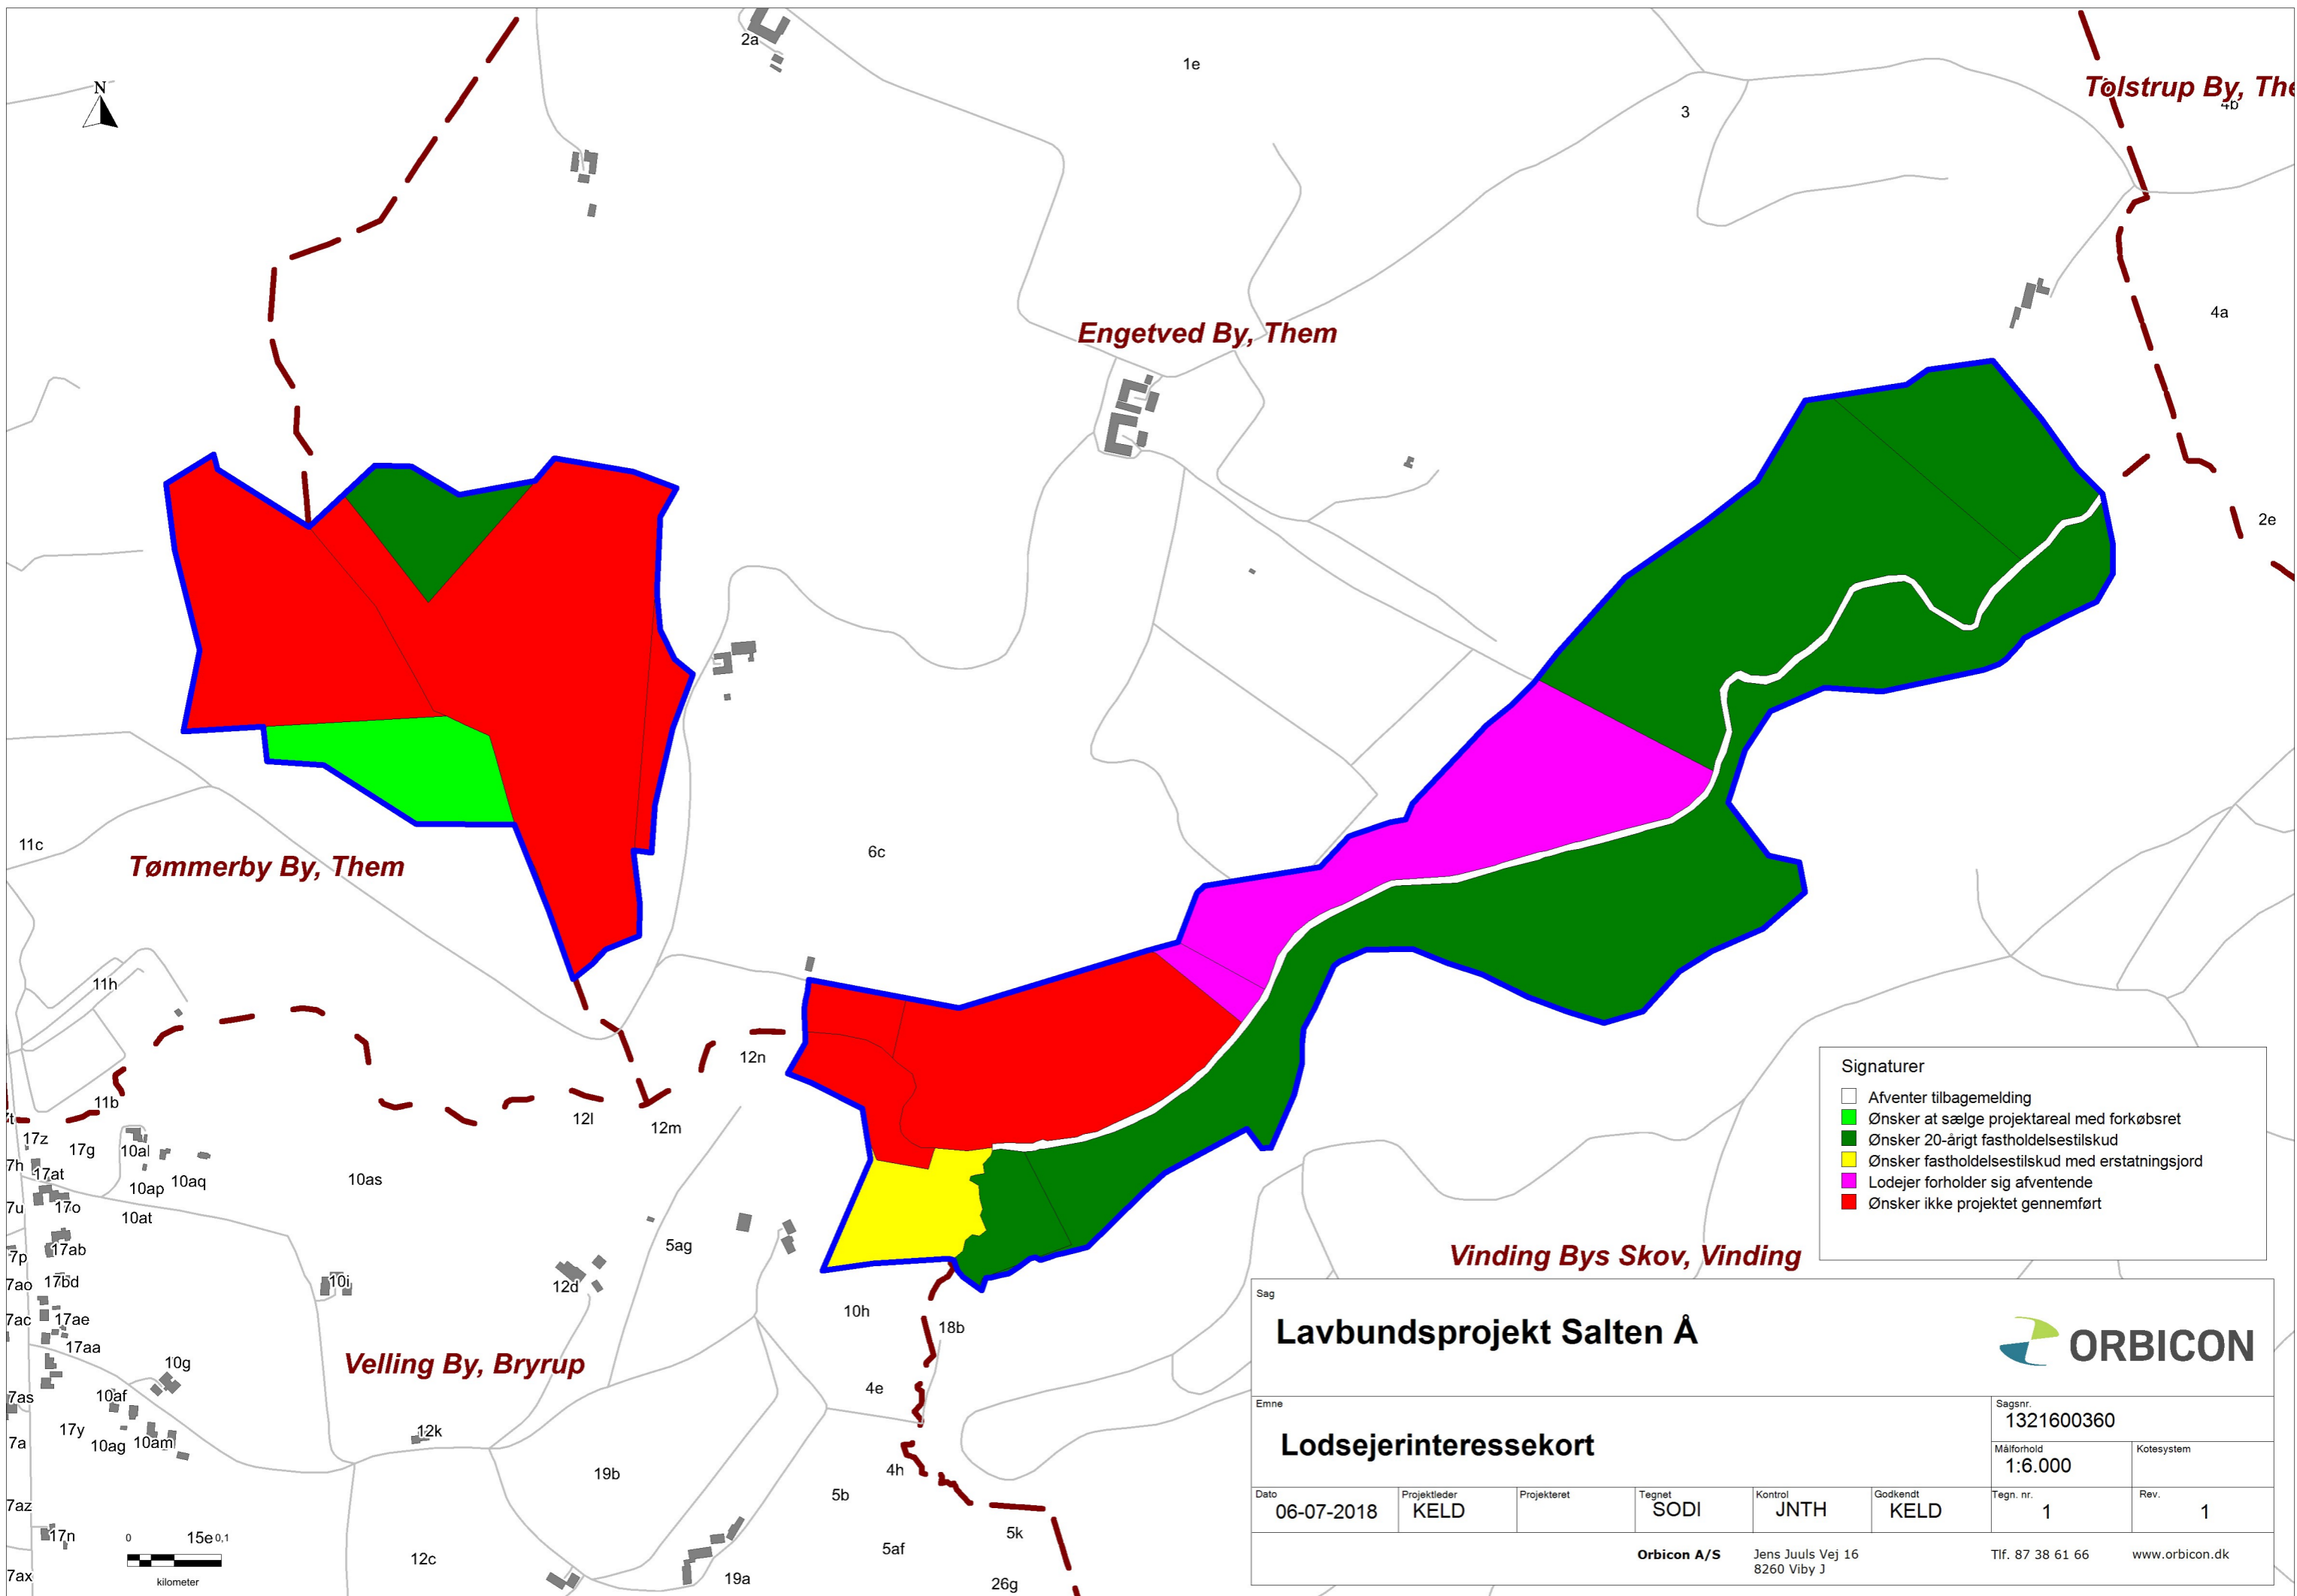 N
2a
1e
3
Tolstrup By, The
4b
4a
Engetved By, Them
2e
11c
Tømmerby By, Them
6c
11h
12n
11b
12l
12m
17z
17g
10al
7h
17at
10ap
10aq
10as
7u
17o
10at
17ab
7p
5ag
7ao
17bd
10i
12d
10h
7ac
17ae
18b
17aa
Velling By, Bryrup
10g
4e
7as
10af
17y
10ag
10am
12k
7a
19b
4h
5b
7az
17n
5k
0
15e
0,1
kilometer
12c
5af
7ax
19a
26g
Vinding Bys Skov, Vinding
Signaturer
Afventer tilbagemelding
Ønsker at sælge projektareal med forkøbsret
Ønsker 20-årigt fastholdelsestilskud
Ønsker fastholdelsestilskud med erstatningsjord
Lodejer forholder sig afventende
Ønsker ikke projektet gennemført
Sag
Lavbundsprojekt Salten Å
ORBICON
Emne
Lodsejerinteressekort
Sagsnr.
1321600360
Målforhold
1:6.000
Kotesystem
Dato
06-07-2018
Projektleder
KELD
Projekteret
Tegnet
SODI
Kontrol
JNTH
Godkendt
KELD
Tegn. nr.
1
Rev.
1
Orbicon A/S
Jens Juuls Vej 16
8260 Viby J
Tlf. 87 38 61 66
www.orbicon.dk